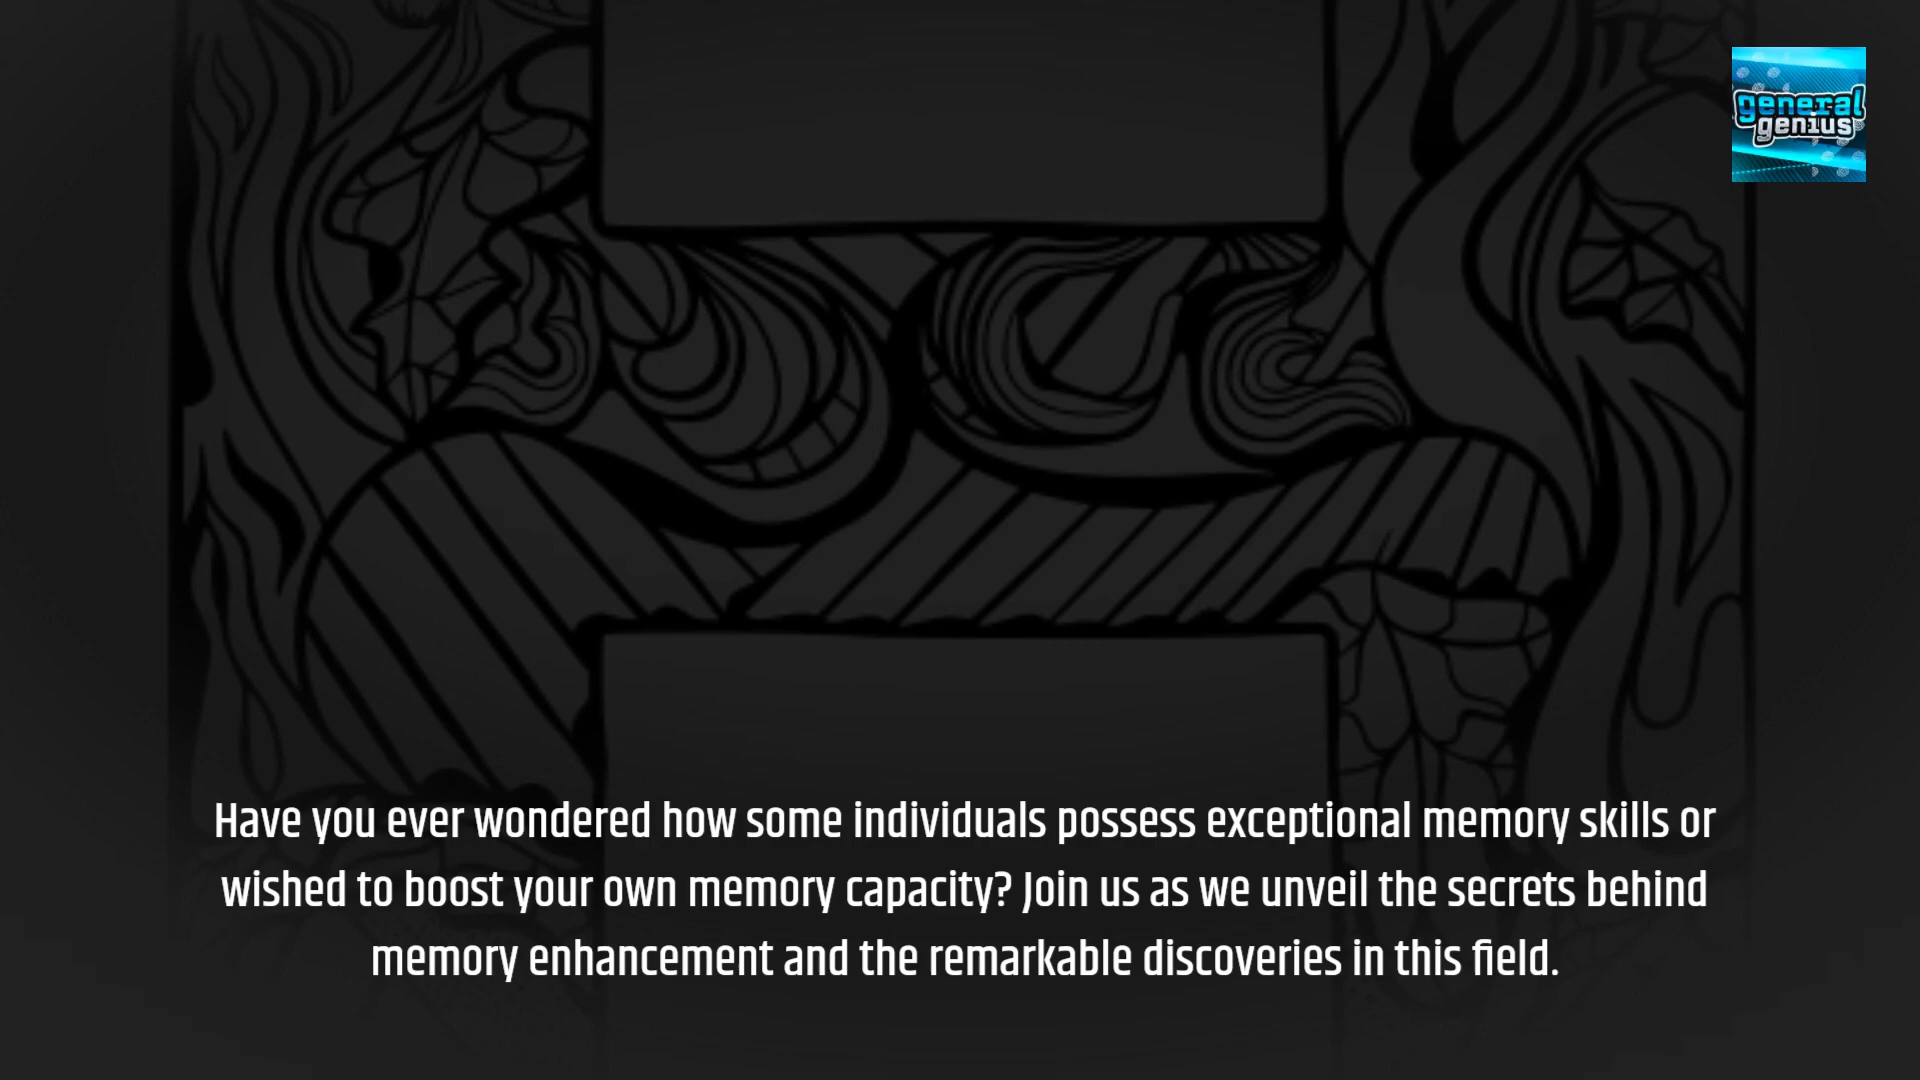 general
genius
Have you ever wondered how some individuals possess exceptional memory skills or
wished to boost your own memory capacity? Join us as we unveil the secrets behind
memory enhancement and the remarkable discoveries in this field.